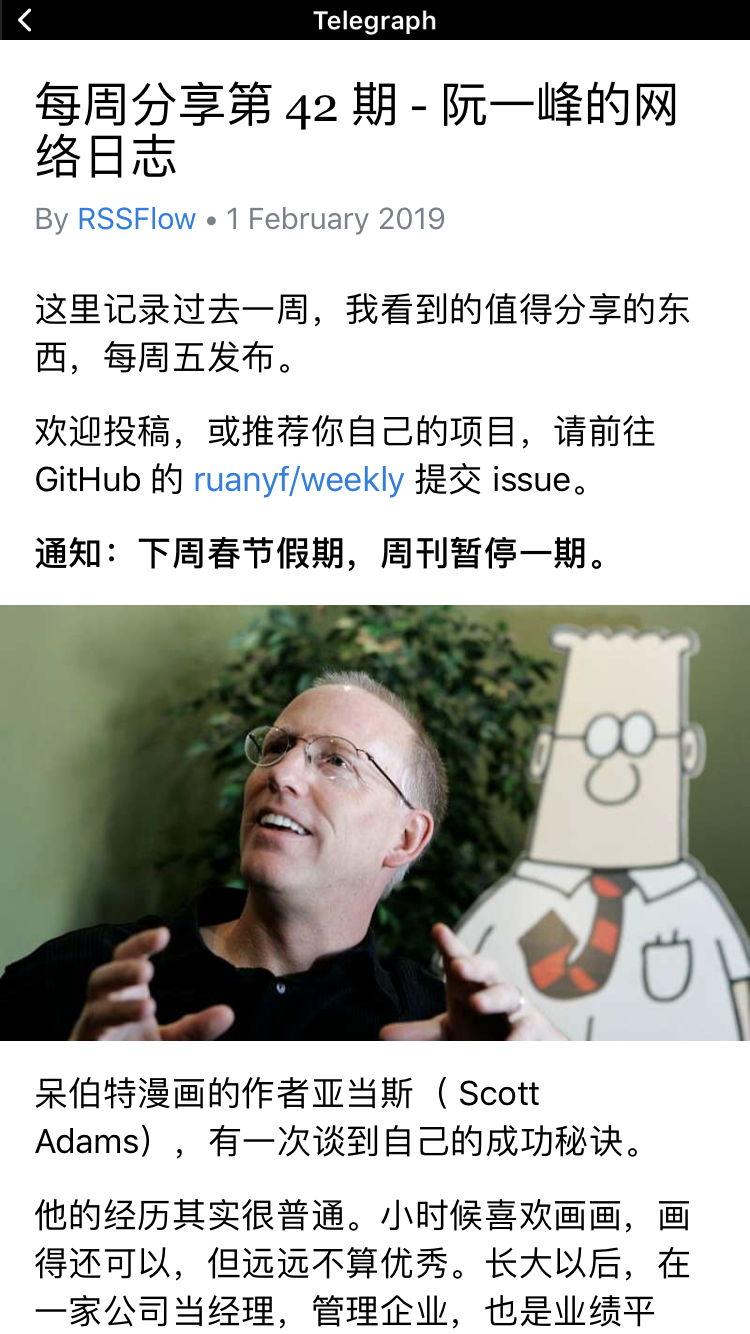 Telegraph
每周分享第 42 期 - 阮一峰的网
络日志
By RSSFlow • 1 February 2019
这里记录过去一周，我看到的值得分享的东
西，每周五发布。
欢迎投稿，或推荐你自己的项目，请前往
GitHub 的 ruanyf/weekly 提交 issue。
通知：下周春节假期，周刊暂停一期。
呆伯特漫画的作者亚当斯（ Scott
Adams），有一次谈到自己的成功秘诀。
他的经历其实很普通。小时候喜欢画画，画
得还可以，但远远不算优秀。长大以后，在
一家公司当经理，管理企业，也是业绩平